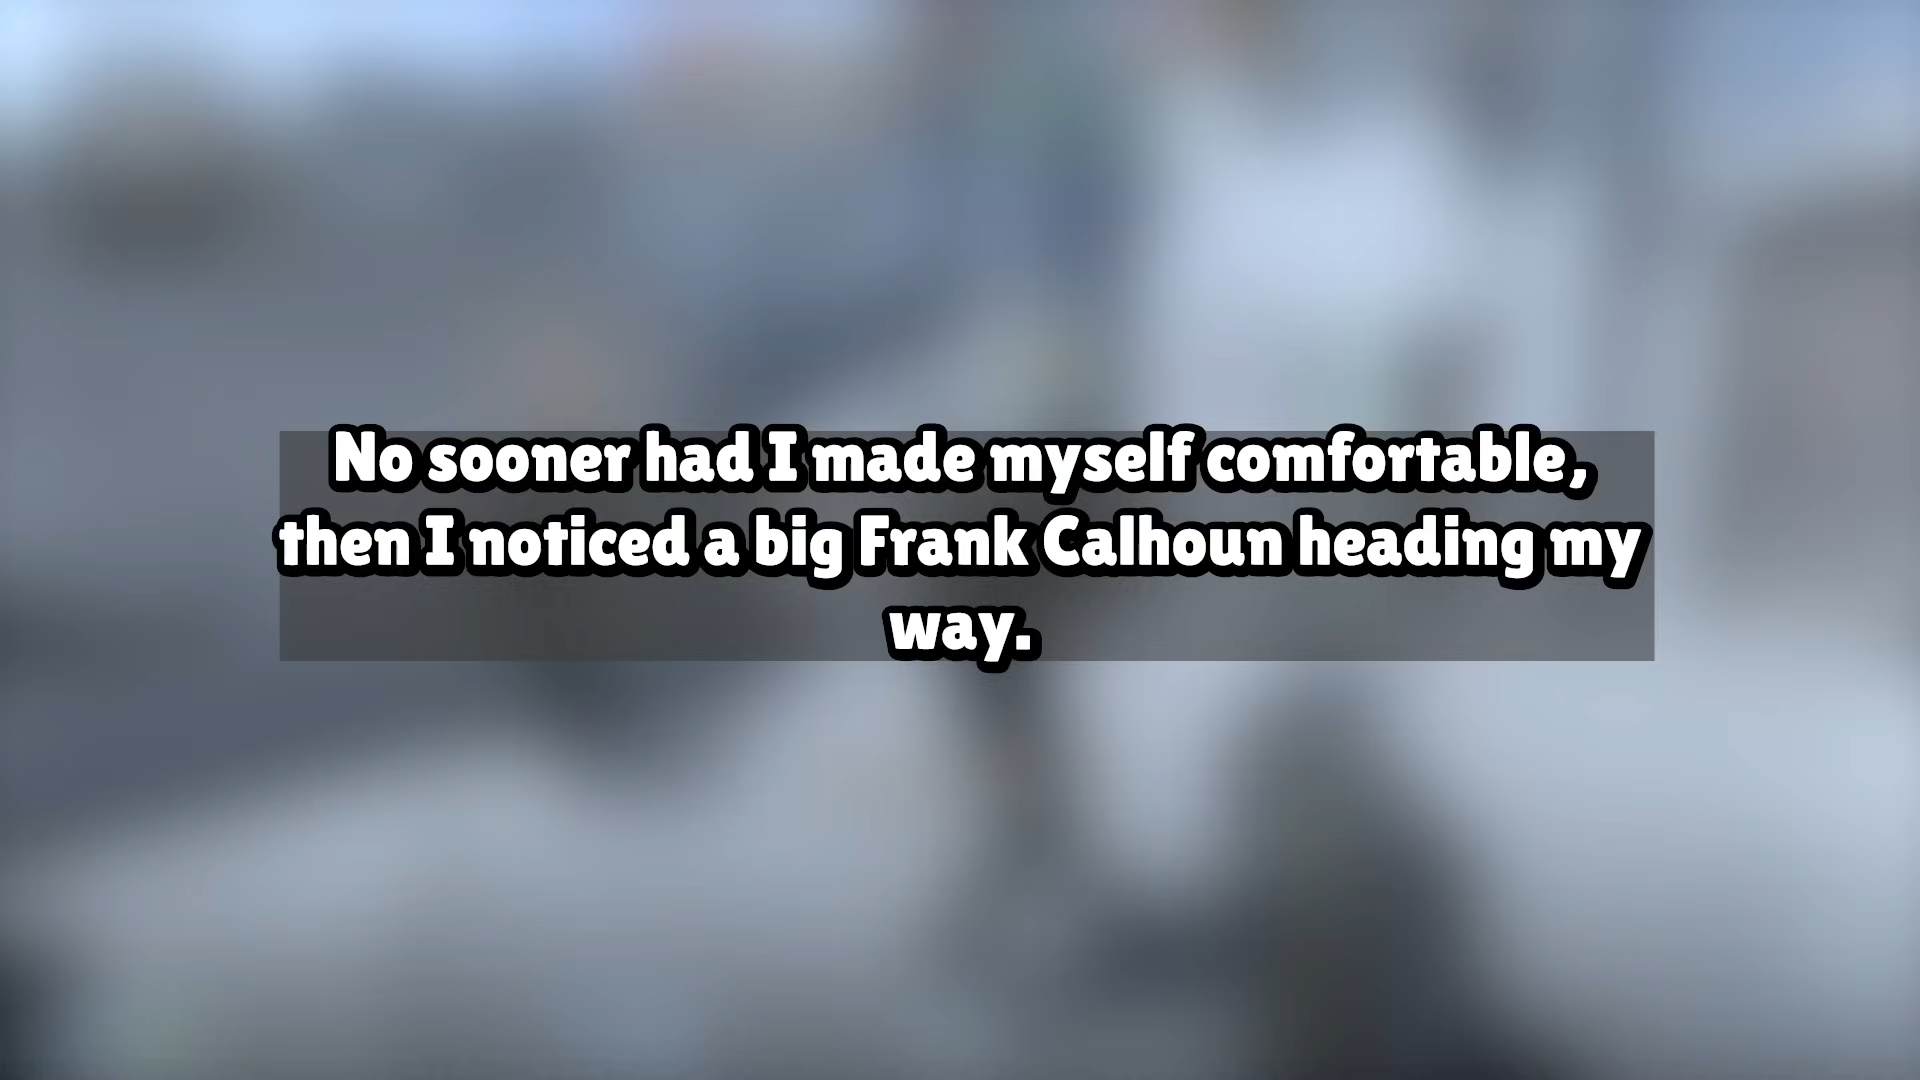 No sooner had I made myself comfortable,
then I noticed a big Frank Calhoun heading my
way.